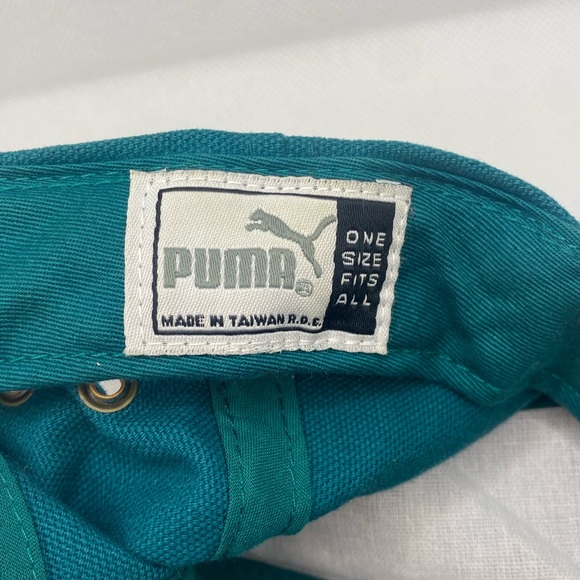 PUMA®
ONE
SIZE
FITS
ALL
MADE IN TAIWAN R.O.C.